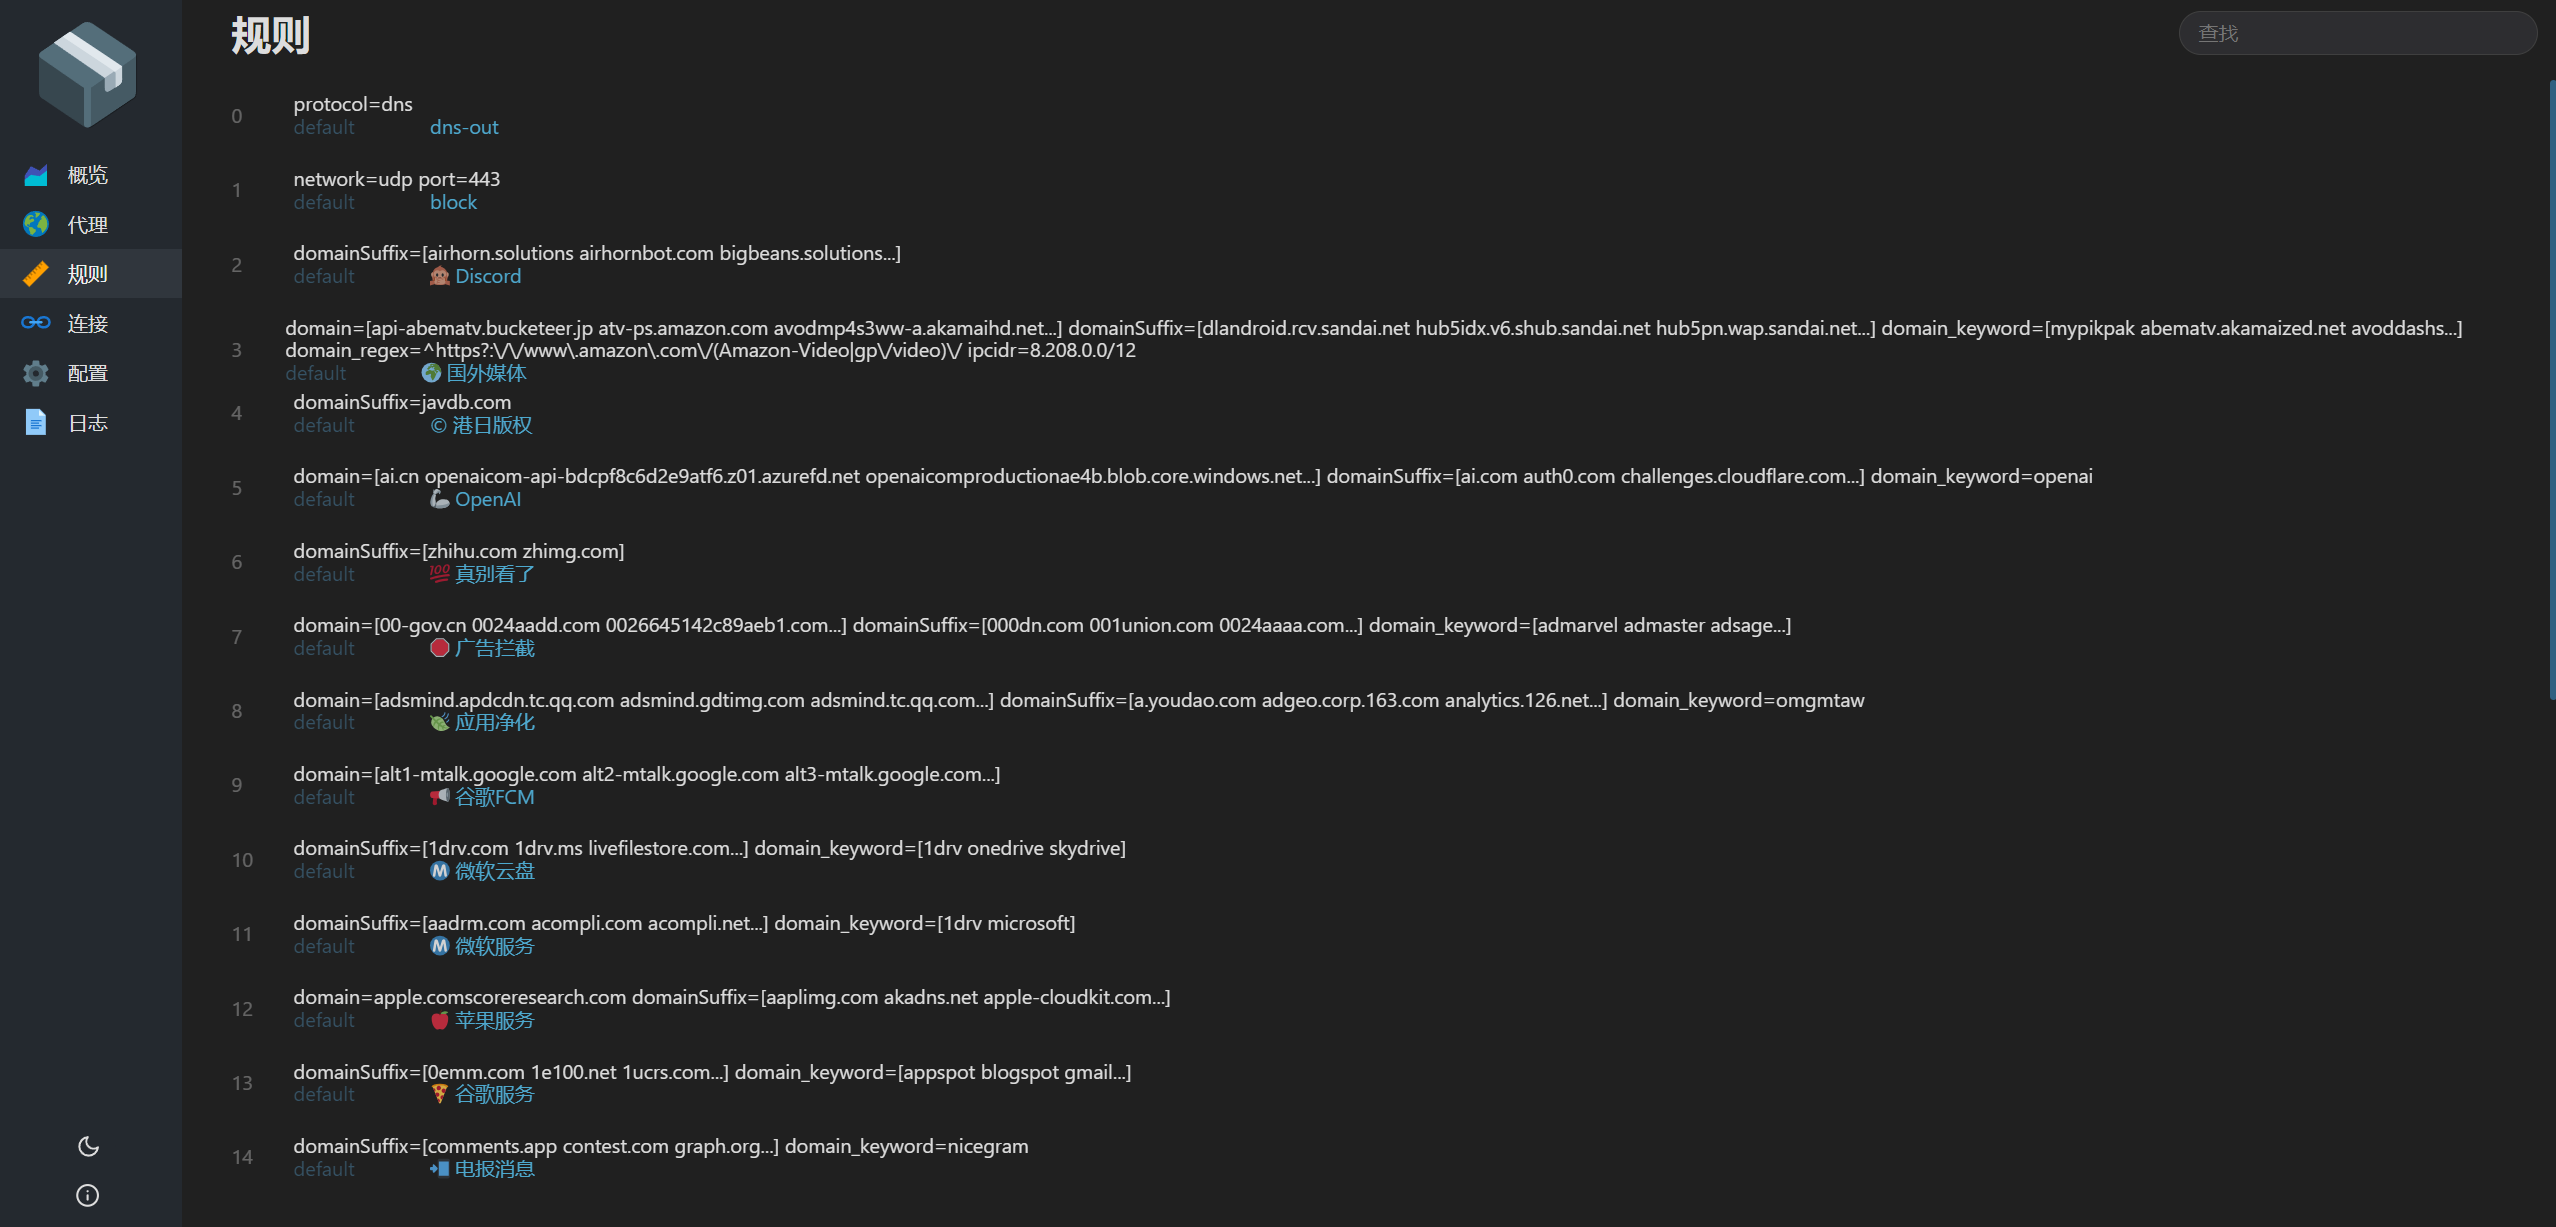 概览
代理
规则
连接
配置
日志
规则
查找
0
protocol=dns
default dns-out
1
network=udp port=443
default block
2
domainSuffix=[airhorn.solutions airhornbot.com bigbeans.solutions...]
default 🙉 Discord
domain=[api-abematv.bucketeer.jp atv-ps.amazon.com avodmp4s3ww-a.akamaihd.net...] domainSuffix=[dlandroid.rcv.sandai.net hub5idx.v6.shub.sandai.net hub5pn.wap.sandai.net...] domain_keyword=[mypikpak abematv.akamaized.net avoddashs...]
3
domain_regex=^https?:\/\/www\.amazon\.com\/(Amazon-Video|gp\/video)\/ ipcidr=8.208.0.0/12
default 🌍 国外媒体
4
domainSuffix=javdb.com
default © 港日版权
5
domain=[ai.cn openaicom-api-bdcpf8c6d2e9atf6.z01.azurefd.net openaicomproductionae4b.blob.core.windows.net...] domainSuffix=[ai.com auth0.com challenges.cloudflare.com...] domain_keyword=openai
default 🦾 OpenAI
6
domainSuffix=[zhihu.com zhimg.com]
default 💯 真别看了
7
domain=[00-gov.cn 0024aadd.com 0026645142c89aeb1.com...] domainSuffix=[000dn.com 001union.com 0024aaaa.com...] domain_keyword=[admarvel admaster adsage...]
default 🛑 广告拦截
8
domain=[adsmind.apdcdn.tc.qq.com adsmind.gdtimg.com adsmind.tc.qq.com...] domainSuffix=[a.youdao.com adgeo.corp.163.com analytics.126.net...] domain_keyword=omgmtaw
default 🍃 应用净化
9
domain=[alt1-mtalk.google.com alt2-mtalk.google.com alt3-mtalk.google.com...]
default 📢 谷歌FCM
10
domainSuffix=[1drv.com 1drv.ms livefilestore.com...] domain_keyword=[1drv onedrive skydrive]
default Ⓜ️ 微软云盘
11
domainSuffix=[aadrm.com acompli.com acompli.net...] domain_keyword=[1drv microsoft]
default Ⓜ️ 微软服务
12
domain=apple.comscoreresearch.com domainSuffix=[aaplimg.com akadns.net apple-cloudkit.com...]
default 🍎 苹果服务
13
domainSuffix=[0emm.com 1e100.net 1ucrs.com...] domain_keyword=[appspot blogspot gmail...]
default 🍕 谷歌服务
14
domainSuffix=[comments.app contest.com graph.org...] domain_keyword=nicegram
default 📲 电报消息